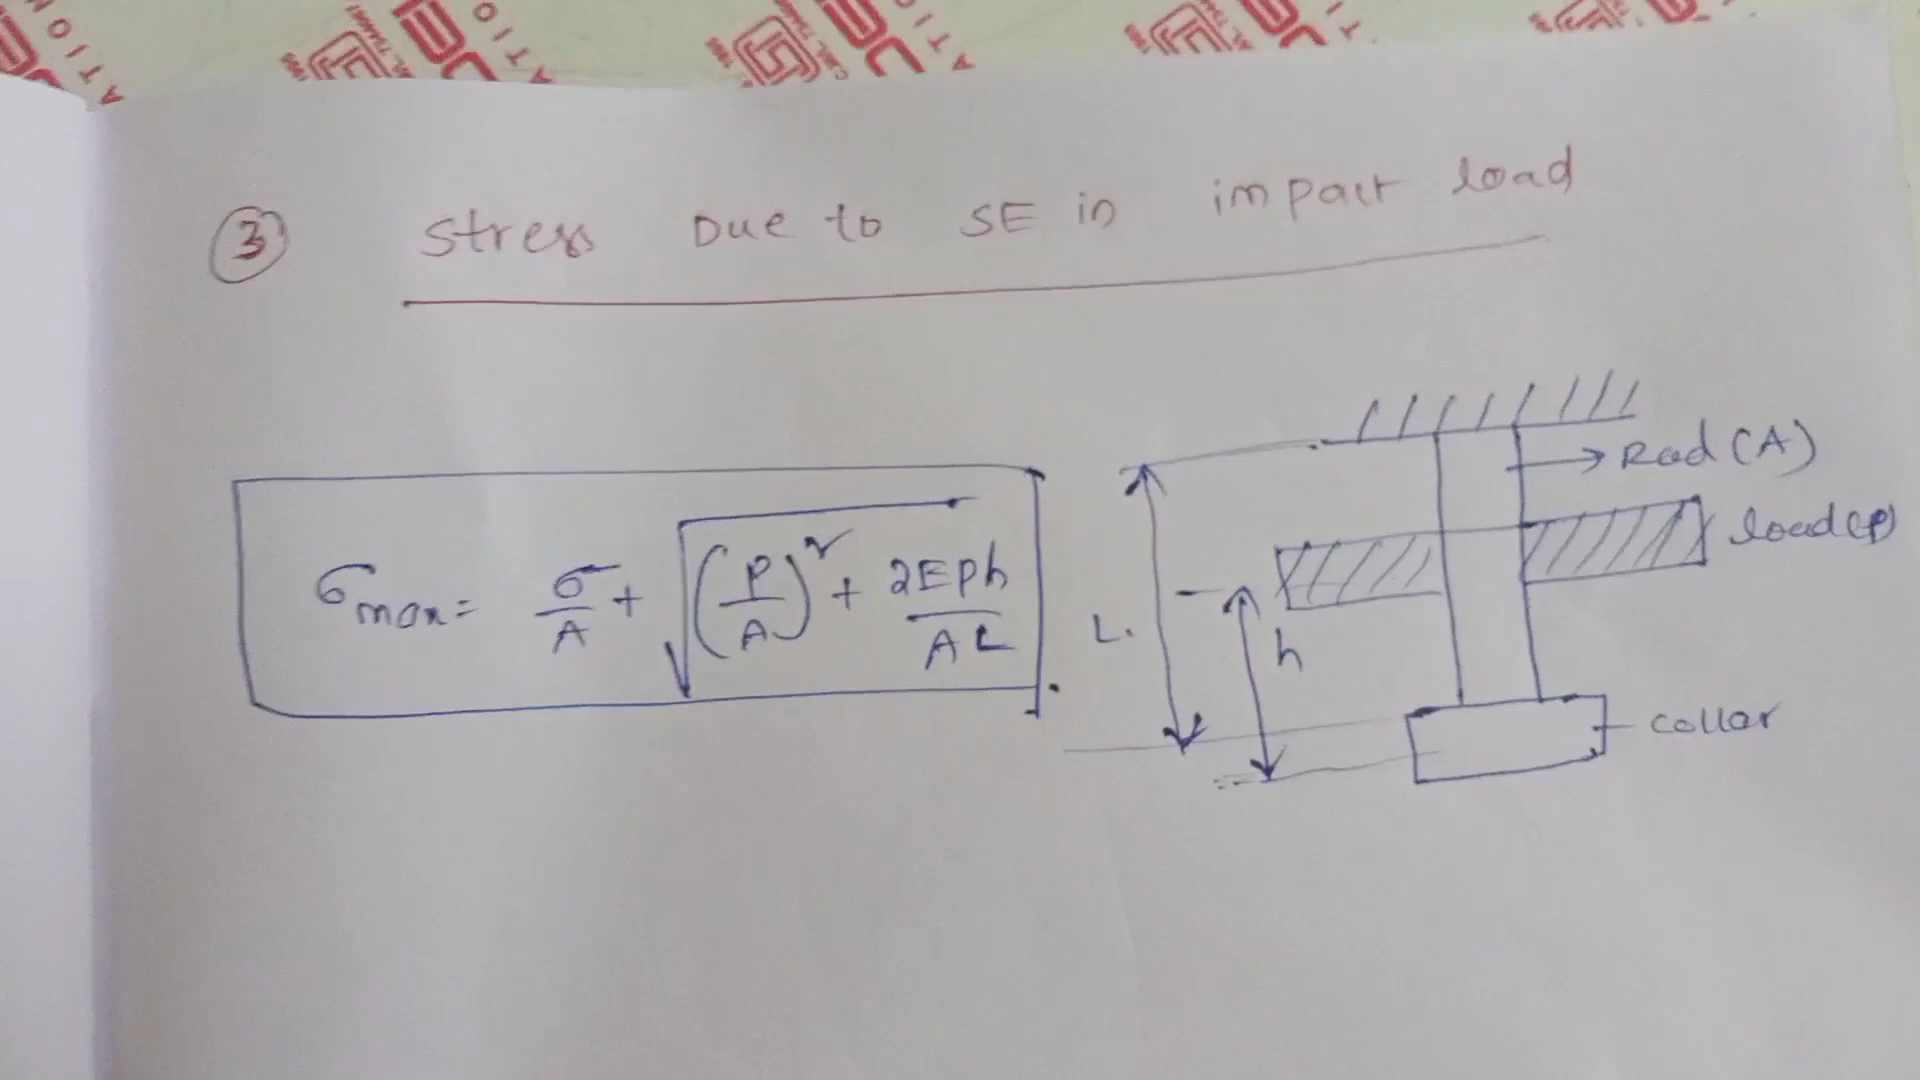 3 Stress Due to SE in impact load
σmax = σ/A + √(P/A)² + 2EPh/AL
Rod (A)
load (P)
L.
h
collar